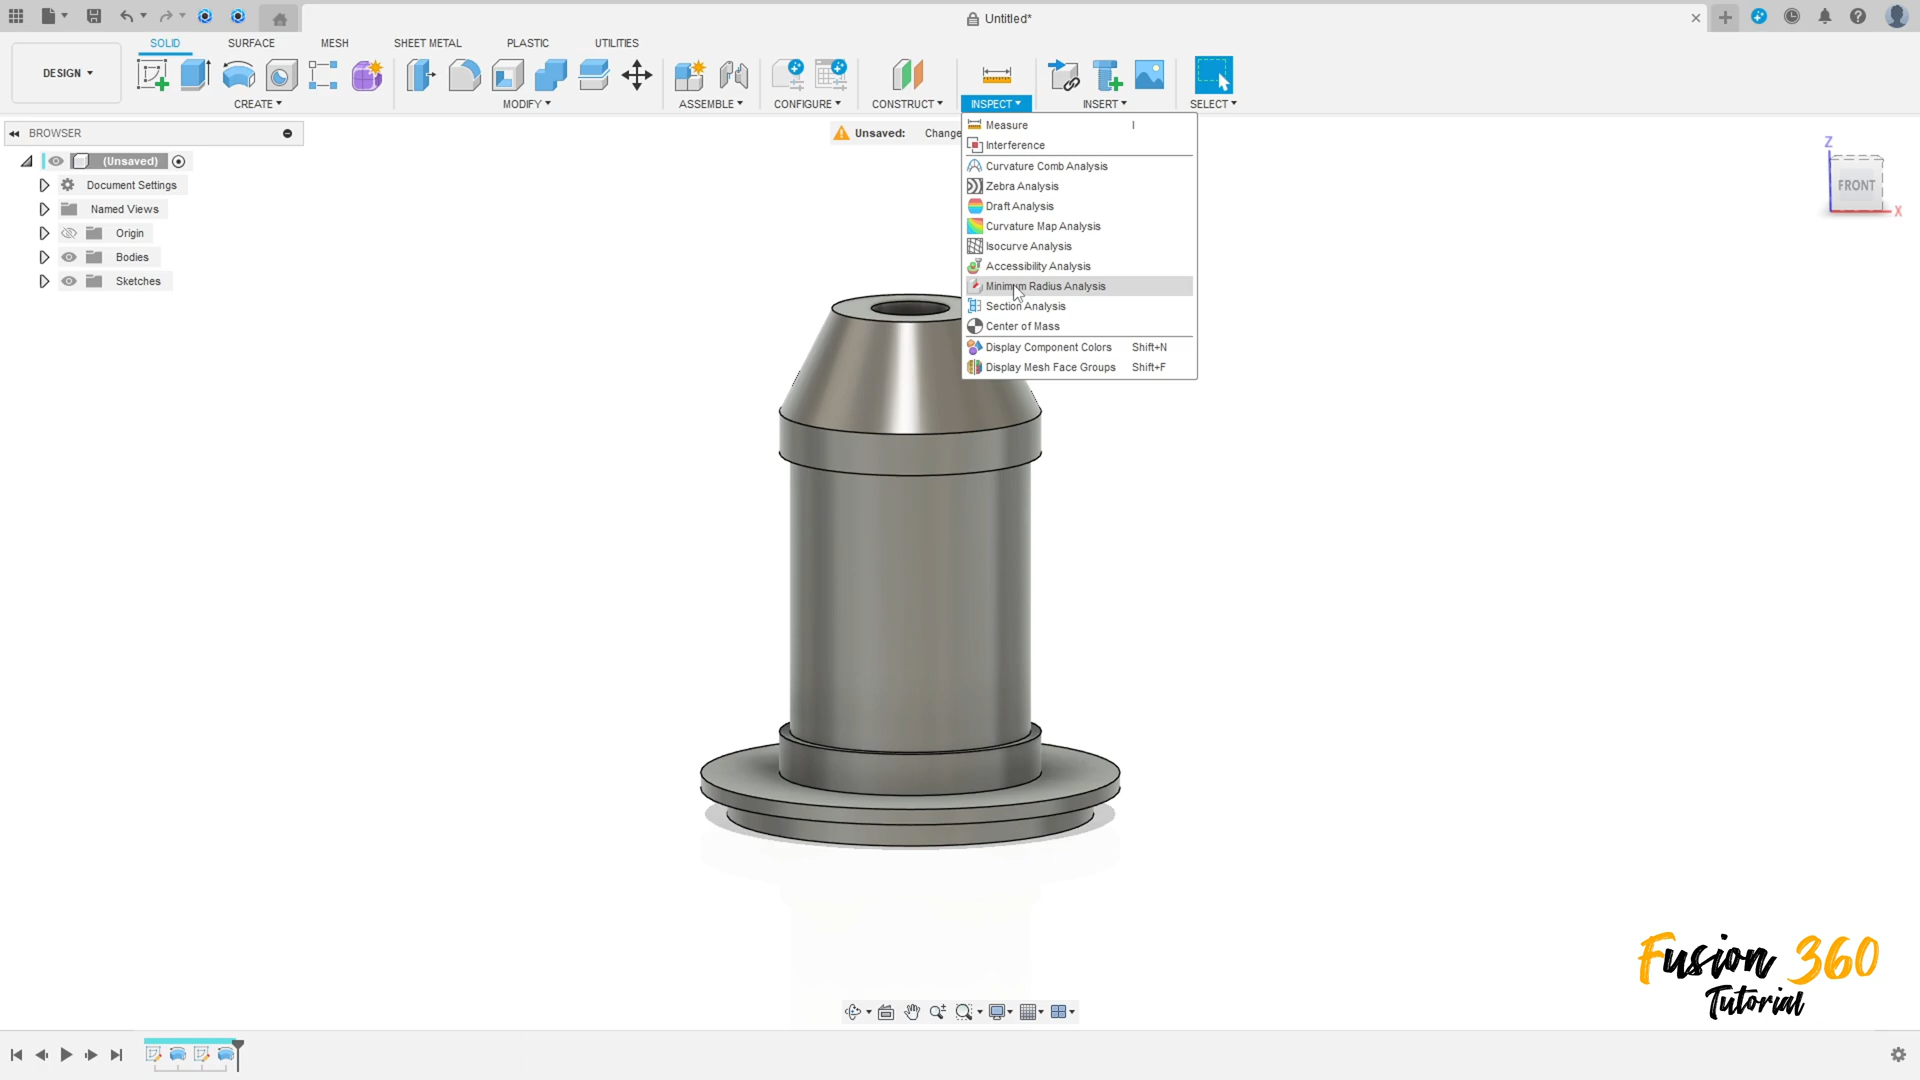 Untitled*
DESIGN
SOLID
SURFACE
MESH
SHEET METAL
PLASTIC
UTILITIES
CREATE
MODIFY
ASSEMBLE
CONFIGURE
CONSTRUCT
INSPECT
INSERT
SELECT
BROWSER
Unsaved: Change
(Unsaved)
Document Settings
Named Views
Origin
Bodies
Sketches
Measure I
Interference
Curvature Comb Analysis
Zebra Analysis
Draft Analysis
Curvature Map Analysis
Isocurve Analysis
Accessibility Analysis
Minimum Radius Analysis
Section Analysis
Center of Mass
Display Component Colors Shift+N
Display Mesh Face Groups Shift+F
Z
FRONT
X
Fusion 360
Tutorial